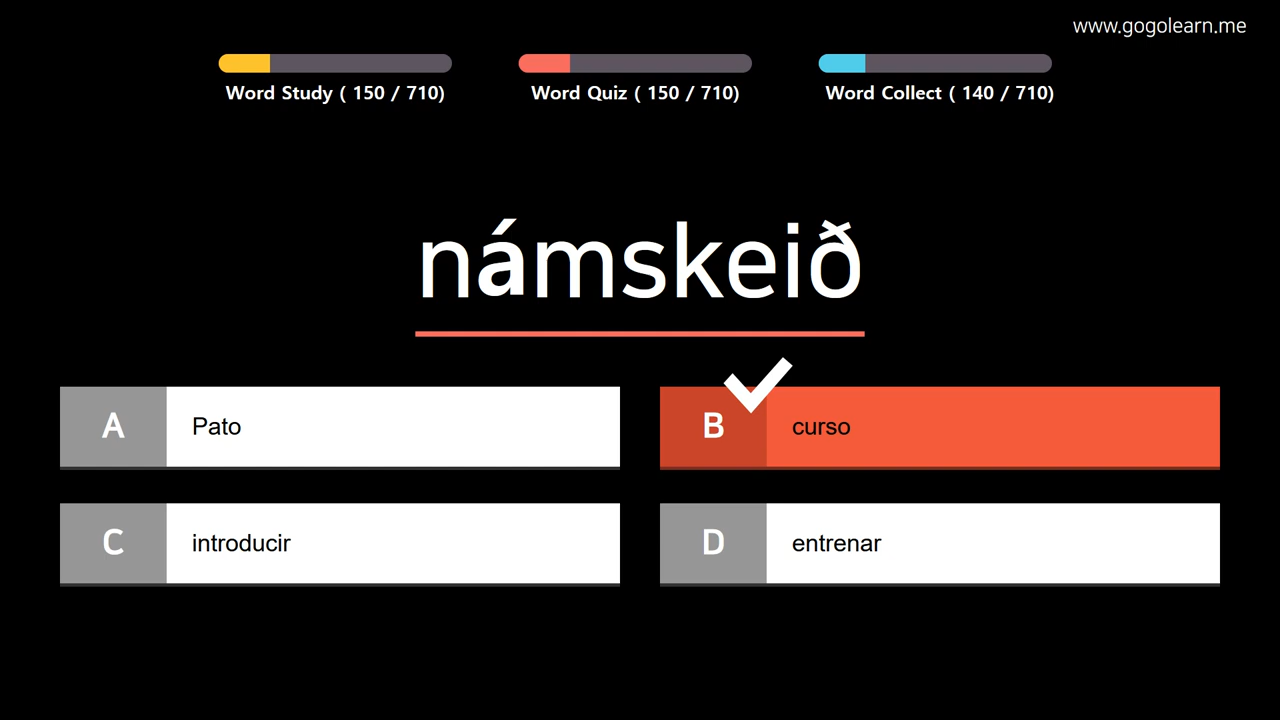 www.gogolearn.me
Word Study ( 150 / 710)
Word Quiz ( 150 / 710)
Word Collect ( 140 / 710)
námskeið
A Pato
B curso
C introducir
D entrenar